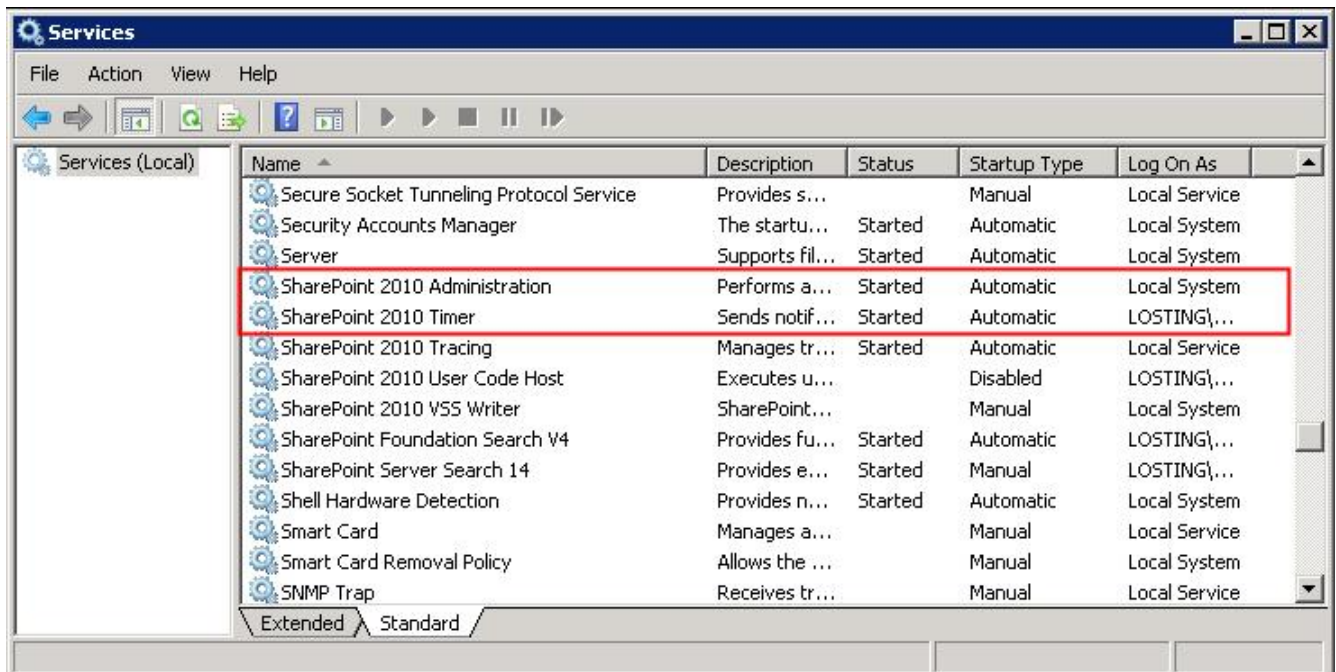 Services
File Action View Help
Services (Local)
Name Description Status Startup Type Log On As
Secure Socket Tunneling Protocol Service Provides s... Manual Local Service
Security Accounts Manager The startu... Started Automatic Local System
Server Supports fil... Started Automatic Local System
SharePoint 2010 Administration Performs a... Started Automatic Local System
SharePoint 2010 Timer Sends notif... Started Automatic LOSTING\...
SharePoint 2010 Tracing Manages tr... Started Automatic Local Service
SharePoint 2010 User Code Host Executes u... Disabled LOSTING\...
SharePoint 2010 VSS Writer SharePoint... Manual Local System
SharePoint Foundation Search V4 Provides fu... Started Automatic LOSTING\...
SharePoint Server Search 14 Provides e... Started Manual LOSTING\...
Shell Hardware Detection Provides n... Started Automatic Local System
Smart Card Manages a... Manual Local Service
Smart Card Removal Policy Allows the ... Manual Local System
SNMP Trap Receives tr... Manual Local Service
Extended Standard